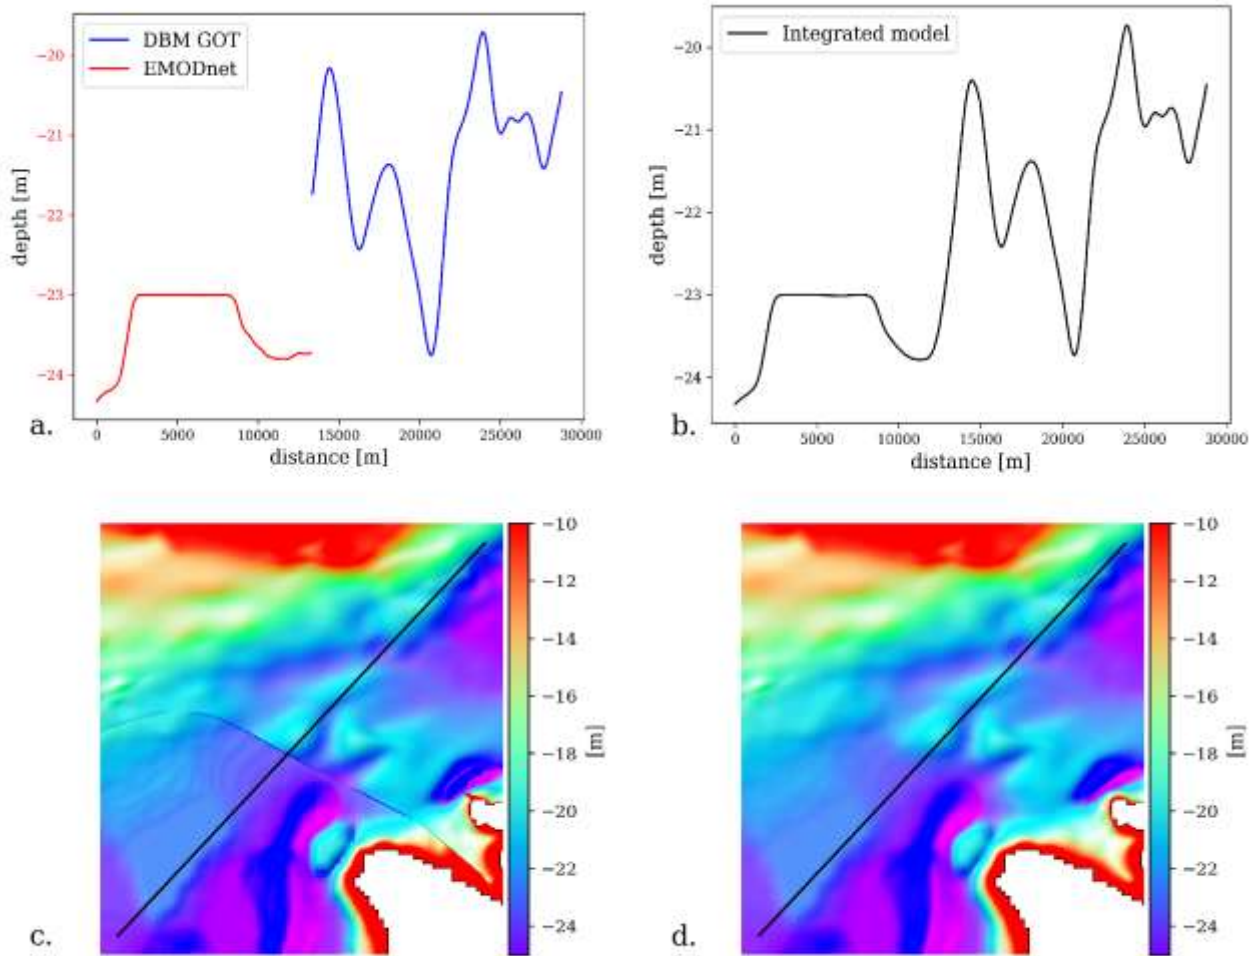 DBM GOT
EMODnet
−20
−21
−22
−23
−24
depth [m]
0 5000 10000 15000 20000 25000 30000
distance [m]
a.
Integrated model
−20
−21
−22
−23
−24
depth [m]
0 5000 10000 15000 20000 25000 30000
distance [m]
b.
−10
−12
−14
−16
−18
−20
−22
−24
[m]
c.
−10
−12
−14
−16
−18
−20
−22
−24
[m]
d.